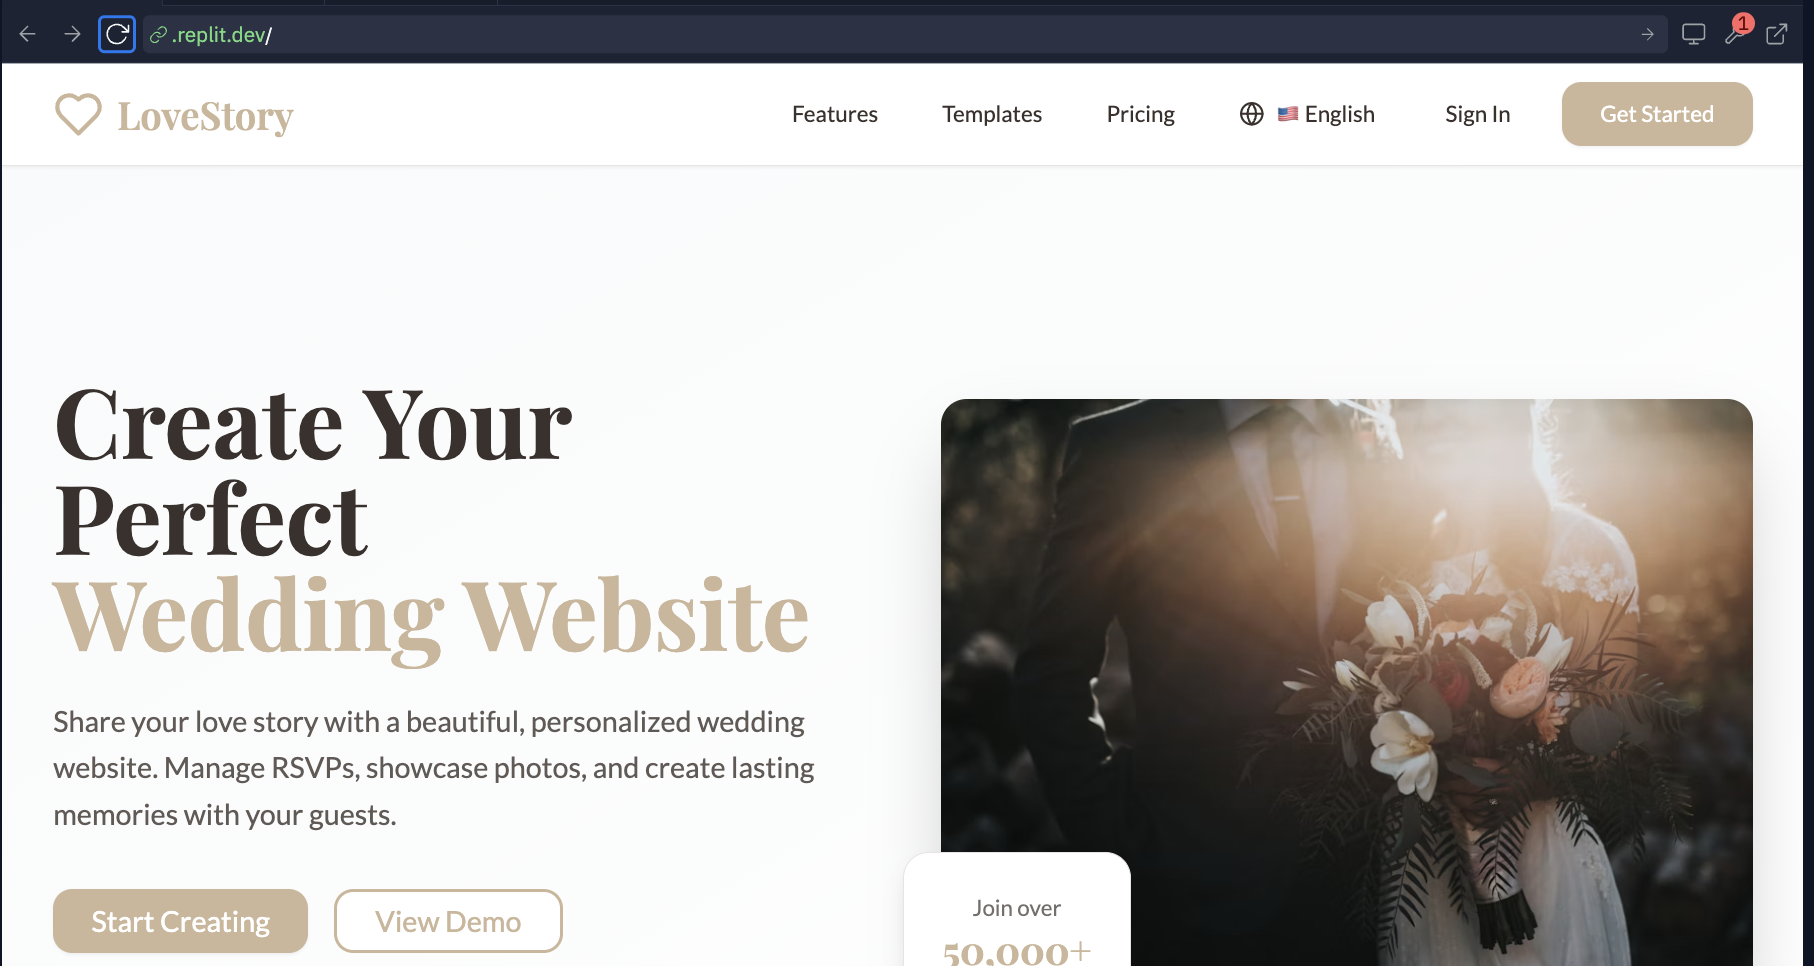 .replit.dev/
1
LoveStory
Features
Templates
Pricing
English
Sign In
Get Started
Create Your
Perfect
Wedding Website
Share your love story with a beautiful, personalized wedding
website. Manage RSVPs, showcase photos, and create lasting
memories with your guests.
Start Creating
View Demo
Join over
50,000+